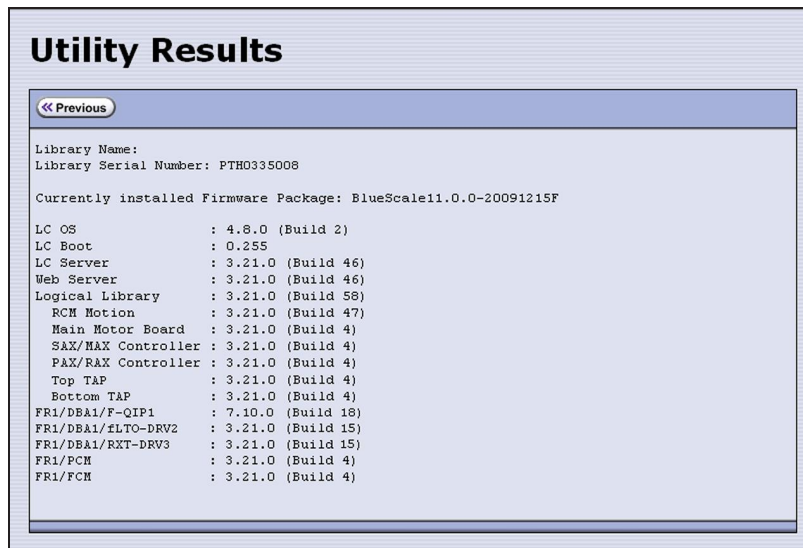 Utility Results
Previous
Library Name:
Library Serial Number: PTH0335008
Currently installed Firmware Package: BlueScale11.0.0-20091215F
LC OS : 4.8.0 (Build 2)
LC Boot : 0.255
LC Server : 3.21.0 (Build 46)
Web Server : 3.21.0 (Build 46)
Logical Library : 3.21.0 (Build 58)
RCM Motion : 3.21.0 (Build 47)
Main Motor Board : 3.21.0 (Build 4)
SAX/MAX Controller : 3.21.0 (Build 4)
PAX/RAX Controller : 3.21.0 (Build 4)
Top TAP : 3.21.0 (Build 4)
Bottom TAP : 3.21.0 (Build 4)
FR1/DBA1/F-QIP1 : 7.10.0 (Build 18)
FR1/DBA1/fLTO-DRV2 : 3.21.0 (Build 15)
FR1/DBA1/RXT-DRV3 : 3.21.0 (Build 15)
FR1/PCM : 3.21.0 (Build 4)
FR1/FCM : 3.21.0 (Build 4)